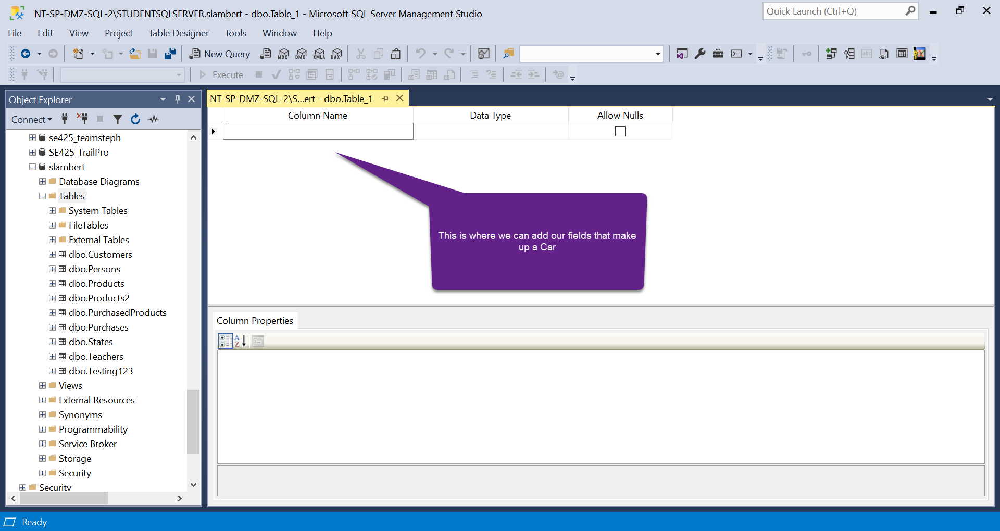 NT-SP-DMZ-SQL-2\STUDENTSQLSERVER.slambert - dbo.Table_1 - Microsoft SQL Server Management Studio
Quick Launch (Ctrl+Q)
File Edit View Project Table Designer Tools Window Help
New Query MDX DMX XMLA DAX abc
Execute
Object Explorer
Connect
se425_teamsteph
SE425_TrailPro
slambert
Database Diagrams
Tables
System Tables
FileTables
External Tables
dbo.Customers
dbo.Persons
dbo.Products
dbo.Products2
dbo.PurchasedProducts
dbo.Purchases
dbo.States
dbo.Teachers
dbo.Testing123
Views
External Resources
Synonyms
Programmability
Service Broker
Storage
Security
Security
NT-SP-DMZ-SQL-2\S...ert - dbo.Table_1
Column Name Data Type Allow Nulls
This is where we can add our fields that make
up a Car
Column Properties
Ready